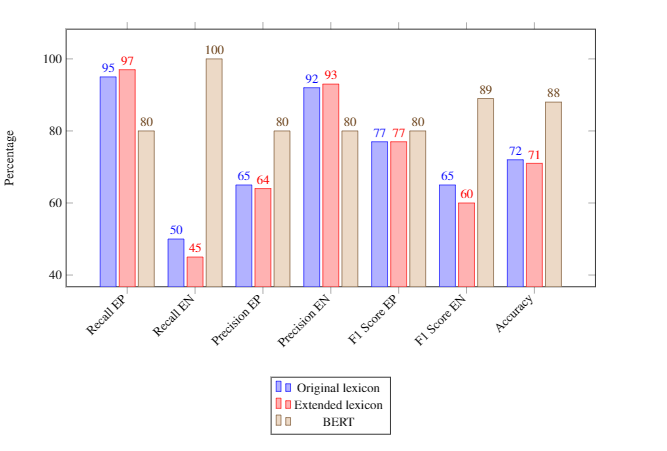 100
80
60
40
Percentage
95
97
80
50
45
100
65
64
80
92
93
80
77
77
80
65
60
89
72
71
88
Recall EP
Recall EN
Precision EP
Precision EN
F1 Score EP
F1 Score EN
Accuracy
Original lexicon
Extended lexicon
BERT